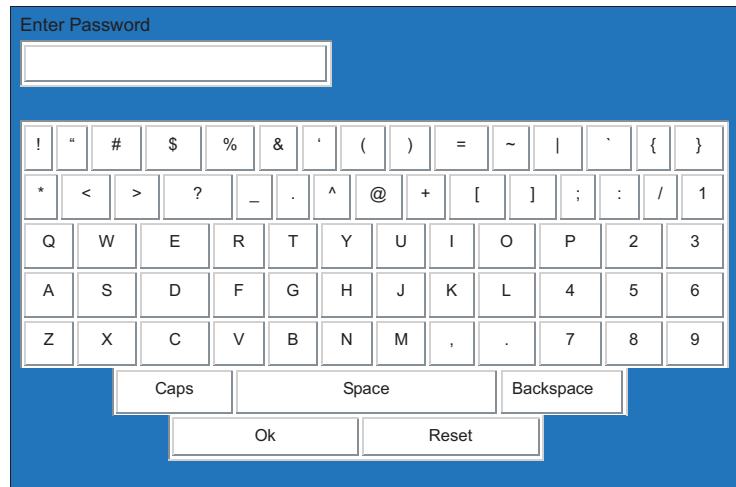 Enter Password
! “ # $ % & ‘ ( ) = ~ | ` { }
* < > ? _ . ^ @ + [ ] ; : / 1
Q W E R T Y U I O P 2 3
A S D F G H J K L 4 5 6
Z X C V B N M , . 7 8 9
Caps Space Backspace
Ok Reset